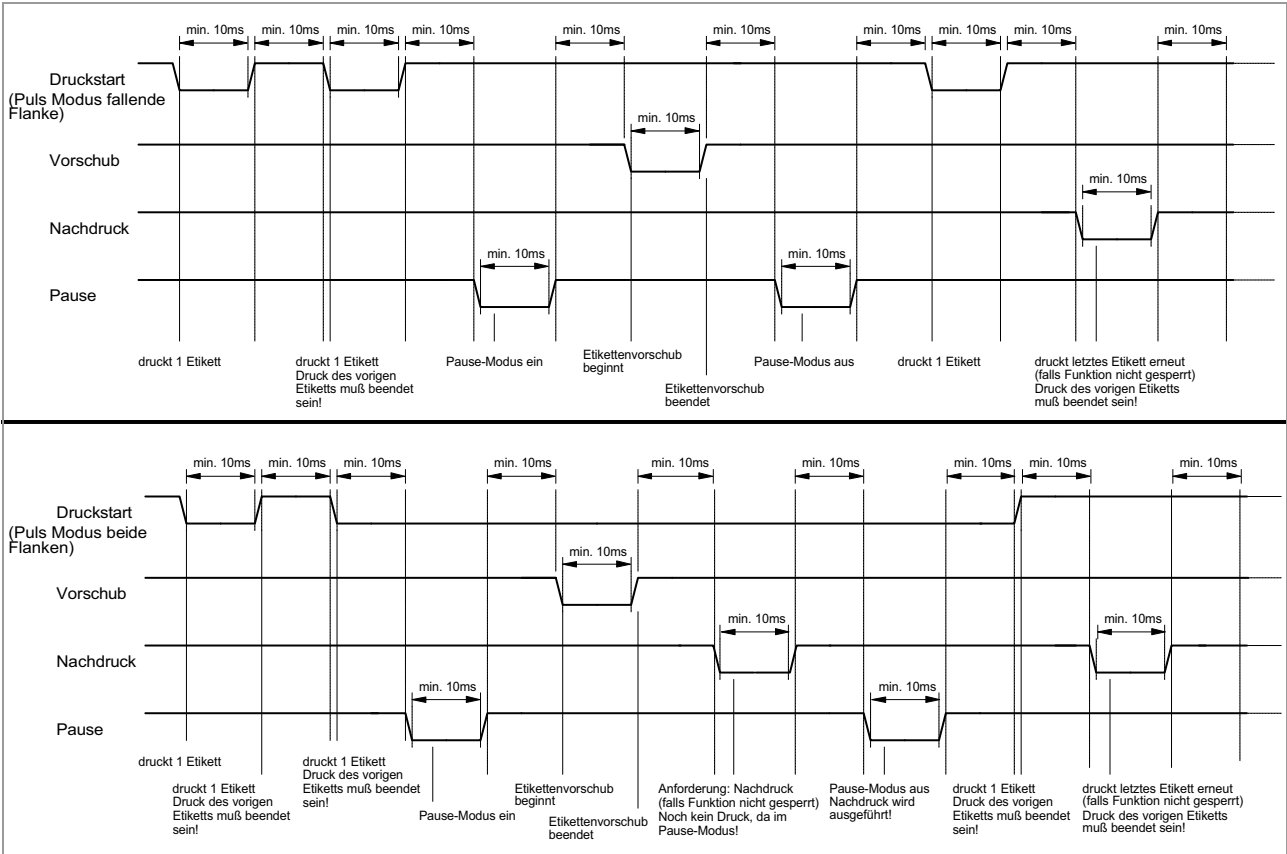 min. 10ms min. 10ms min. 10ms min. 10ms min. 10ms min. 10ms min. 10ms min. 10ms min. 10ms min. 10ms
Druckstart
(Puls Modus fallende
Flanke)
min. 10ms
Vorschub
min. 10ms
Nachdruck
min. 10ms min. 10ms
Pause
druckt 1 Etikett
druckt 1 Etikett
Druck des vorigen
Etiketts muß beendet
sein!
Pause-Modus ein
Etikettenvorschub
beginnt
Etikettenvorschub
beendet
Pause-Modus aus
druckt 1 Etikett
druckt letztes Etikett erneut
(falls Funktion nicht gesperrt)
Druck des vorigen Etiketts
muß beendet sein!
min. 10ms min. 10ms min. 10ms min. 10ms min. 10ms min. 10ms min. 10ms min. 10ms min. 10ms
Druckstart
(Puls Modus beide
Flanken)
min. 10ms
Vorschub
min. 10ms min. 10ms
Nachdruck
min. 10ms min. 10ms
Pause
druckt 1 Etikett
druckt 1 Etikett
Druck des vorigen
Etiketts muß beendet
sein!
druckt 1 Etikett
Druck des vorigen
Etiketts muß beendet
sein!
Pause-Modus ein
Etikettenvorschub
beginnt
Etikettenvorschub
beendet
Anforderung: Nachdruck
(falls Funktion nicht gesperrt)
Noch kein Druck, da im
Pause-Modus!
Pause-Modus aus
Nachdruck wird
ausgeführt!
druckt 1 Etikett
Druck des vorigen
Etiketts muß beendet
sein!
druckt letztes Etikett erneut
(falls Funktion nicht gesperrt)
Druck des vorigen Etiketts
muß beendet sein!